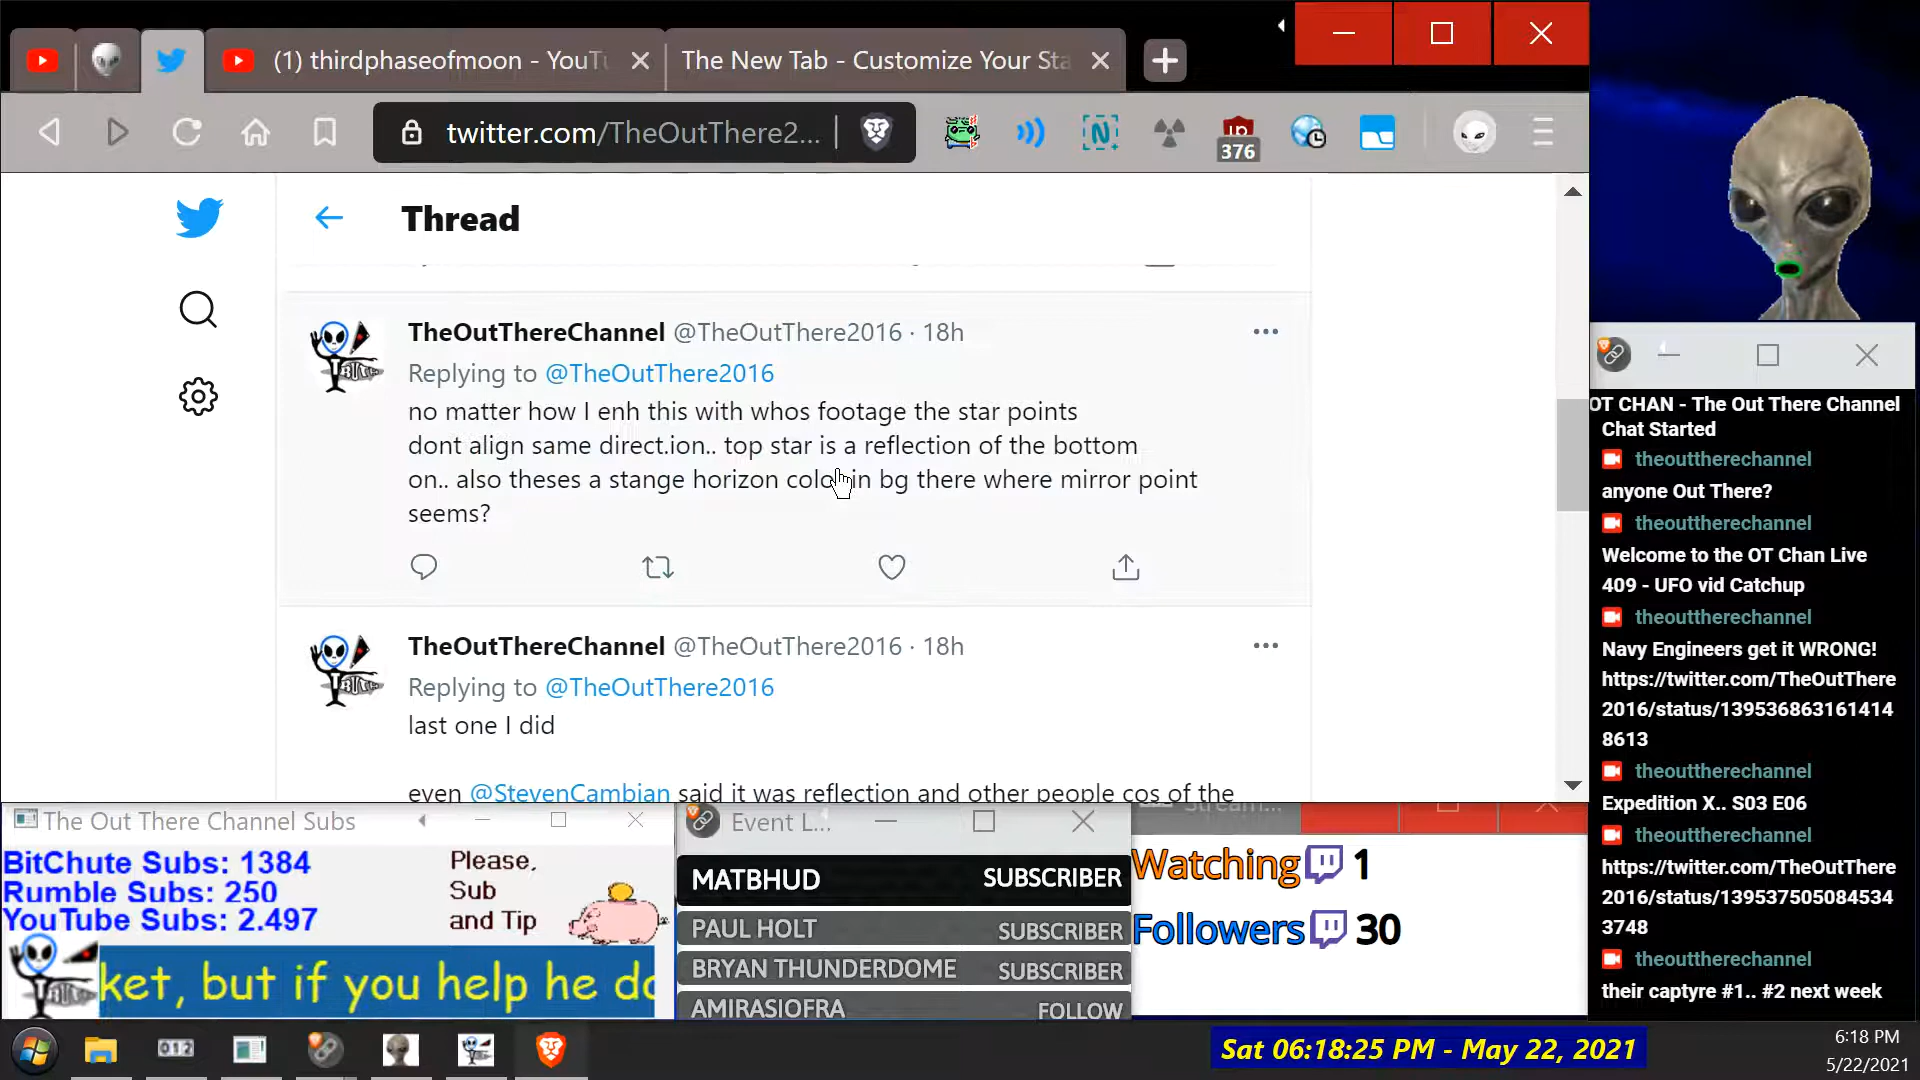 (1) thirdphaseofmoon - YouTu
The New Tab - Customize Your Sta
twitter.com/TheOutThere2...
376
Thread
TheOutThereChannel @TheOutThere2016 · 18h
Replying to @TheOutThere2016
no matter how I enh this with whos footage the star points
dont align same direct.ion.. top star is a reflection of the bottom
on.. also theses a stange horizon colo in bg there where mirror point
seems?
TheOutThereChannel @TheOutThere2016 · 18h
Replying to @TheOutThere2016
last one I did
even @StevenCambian said it was reflection and other people cos of the
OT CHAN - The Out There Channel
Chat Started
theouttherechannel
anyone Out There?
theouttherechannel
Welcome to the OT Chan Live
409 - UFO vid Catchup
theouttherechannel
Navy Engineers get it WRONG!
https://twitter.com/TheOutThere
2016/status/139536863161414
8613
theouttherechannel
Expedition X.. S03 E06
theouttherechannel
https://twitter.com/TheOutThere
2016/status/139537505084534
3748
theouttherechannel
their captyre #1.. #2 next week
The Out There Channel Subs
BitChute Subs: 1384
Rumble Subs: 250
YouTube Subs: 2.497
Please,
Sub
and Tip
ket, but if you help he do
Event L...
MATBHUD SUBSCRIBER
PAUL HOLT SUBSCRIBER
BRYAN THUNDERDOME SUBSCRIBER
AMIRASIOFRA FOLLOW
Watching 1
Followers 30
012
Sat 06:18:25 PM - May 22, 2021
6:18 PM
5/22/2021